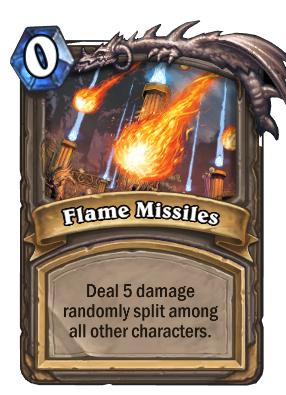 0
Flame Missiles
Deal 5 damage
randomly split among
all other characters.